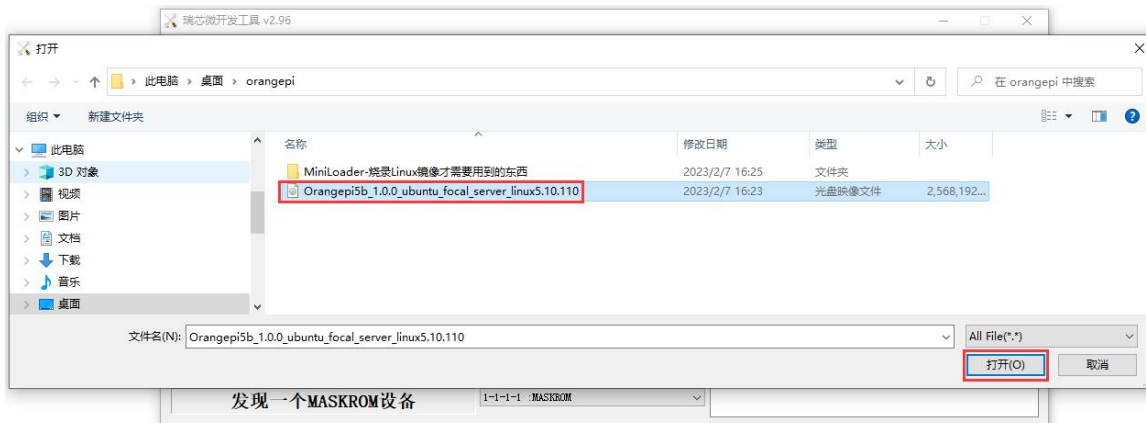 瑞芯微开发工具 v2.96
打开
此电脑 › 桌面 › orangepi
在 orangepi 中搜索
组织 新建文件夹
此电脑
3D 对象
视频
图片
文档
下载
音乐
桌面
名称 修改日期 类型 大小
MiniLoader-烧录Linux镜像才需要用到的东西 2023/2/7 16:25 文件夹
Orangepi5b_1.0.0_ubuntu_focal_server_linux5.10.110 2023/2/7 16:23 光盘映像文件 2,568,192...
文件名(N): Orangepi5b_1.0.0_ubuntu_focal_server_linux5.10.110 All File(*.*)
打开(O) 取消
发现一个MASKROM设备 1-1-1-1 :MASKROM